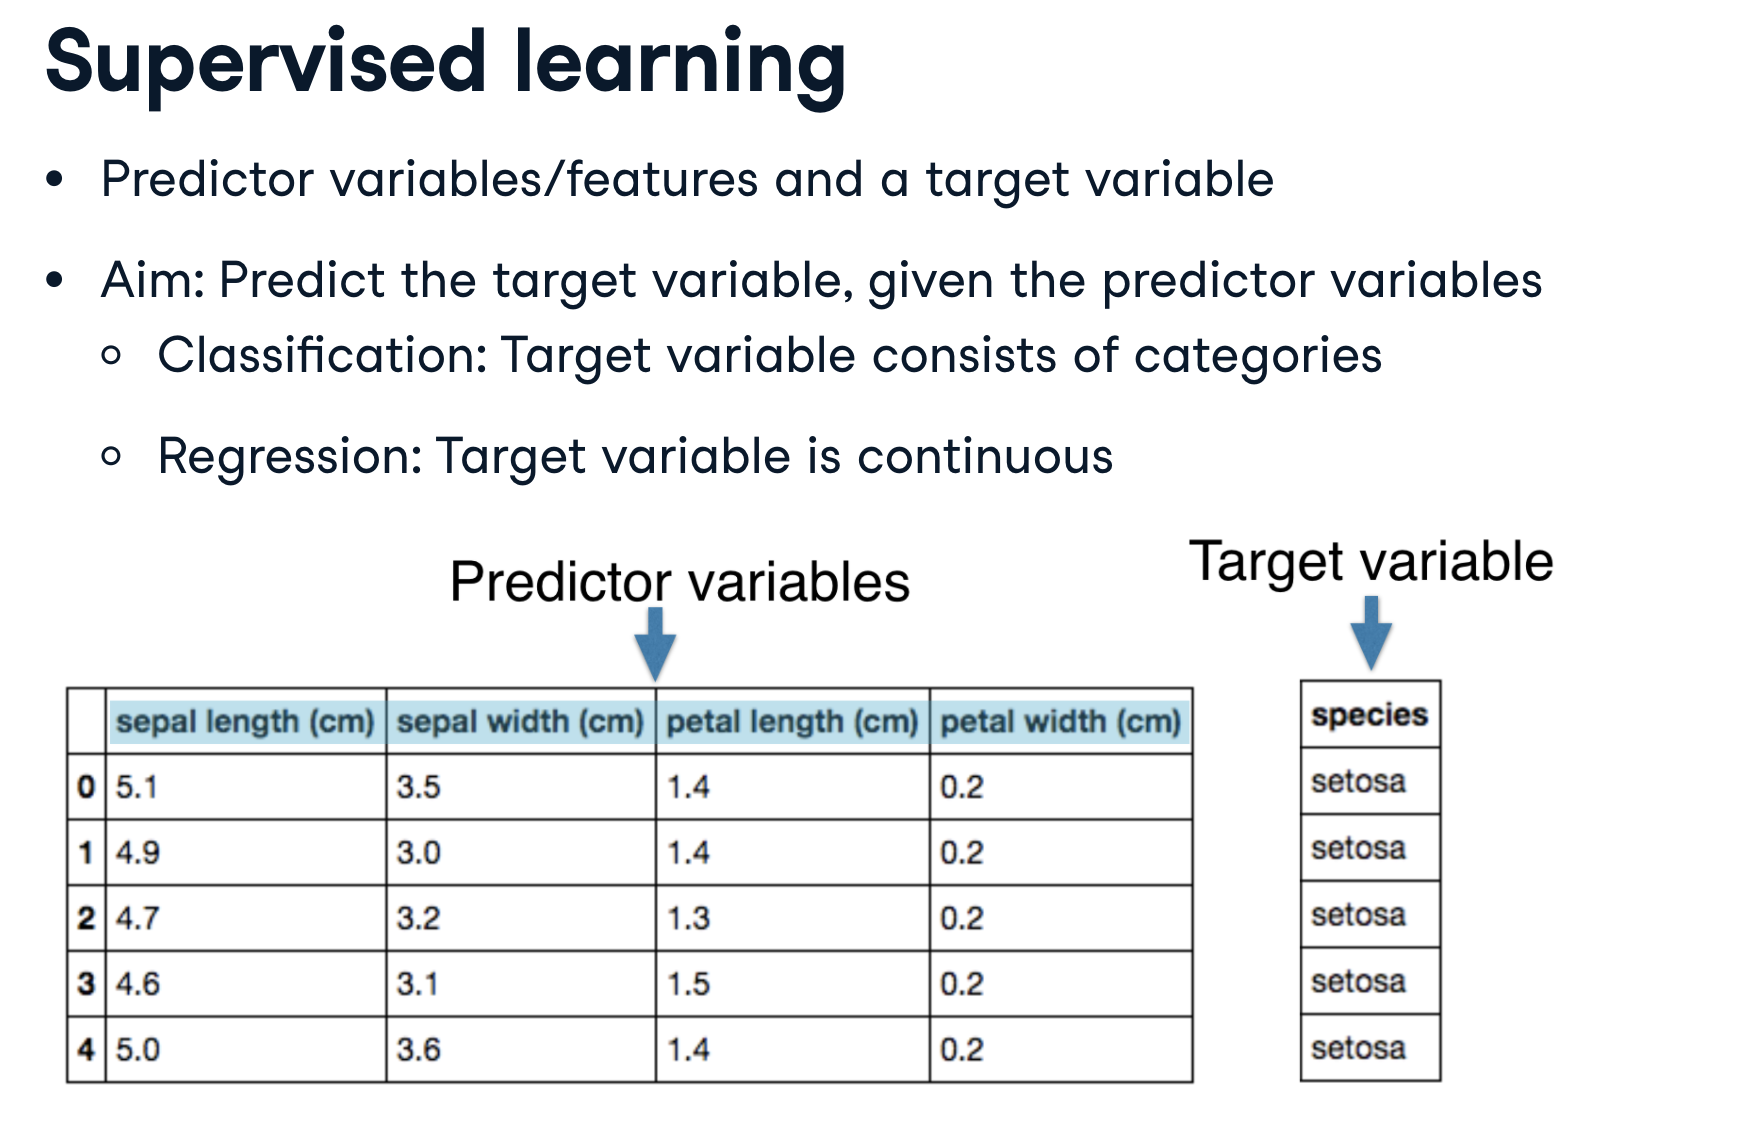 Supervised learning
• Predictor variables/features and a target variable
• Aim: Predict the target variable, given the predictor variables
○ Classification: Target variable consists of categories
○ Regression: Target variable is continuous
Predictor variables
Target variable
sepal length (cm) sepal width (cm) petal length (cm) petal width (cm)
0 5.1 3.5 1.4 0.2
1 4.9 3.0 1.4 0.2
2 4.7 3.2 1.3 0.2
3 4.6 3.1 1.5 0.2
4 5.0 3.6 1.4 0.2
species
setosa
setosa
setosa
setosa
setosa